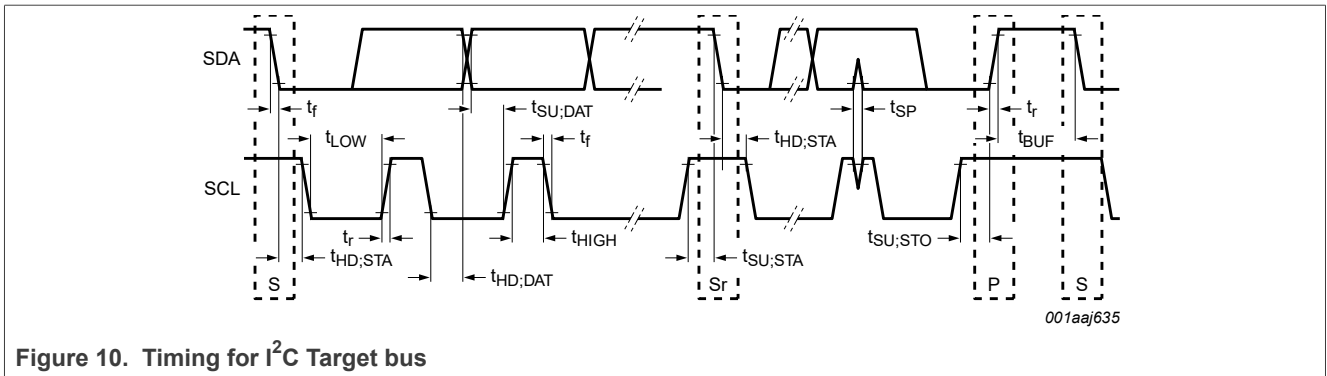 SDA
t_f
t_SU;DAT
t_SP
t_r
t_LOW
t_f
t_HD;STA
t_BUF
SCL
t_r
t_HD;STA
t_HIGH
t_SU;STA
t_SU;STO
t_HD;DAT
S
Sr
P
S
001aaj635
Figure 10. Timing for I²C Target bus